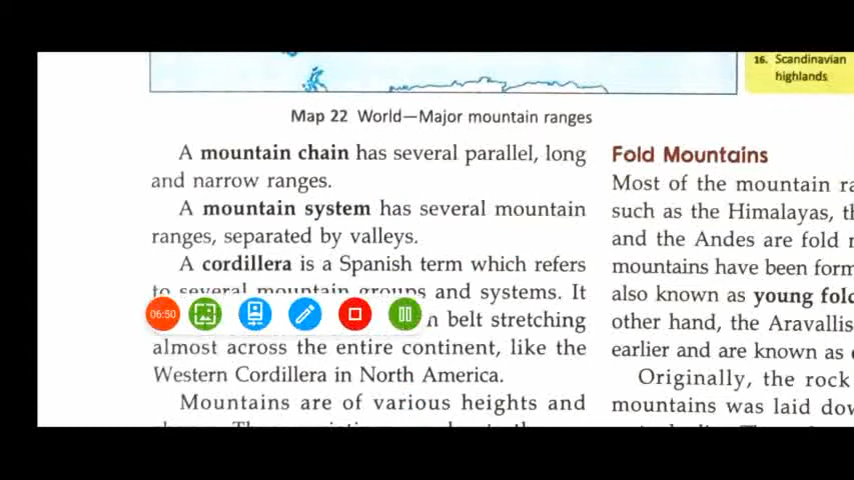 16. Scandinavian
highlands
Map 22 World—Major mountain ranges
A mountain chain has several parallel, long
and narrow ranges.
A mountain system has several mountain
ranges, separated by valleys.
A cordillera is a Spanish term which refers
to several mountain groups and systems. It
06:50
n belt stretching
almost across the entire continent, like the
Western Cordillera in North America.
Mountains are of various heights and
Fold Mountains
Most of the mountain ra
such as the Himalayas, th
and the Andes are fold m
mountains have been form
also known as young fold
other hand, the Aravallis
earlier and are known as
Originally, the rock
mountains was laid dow